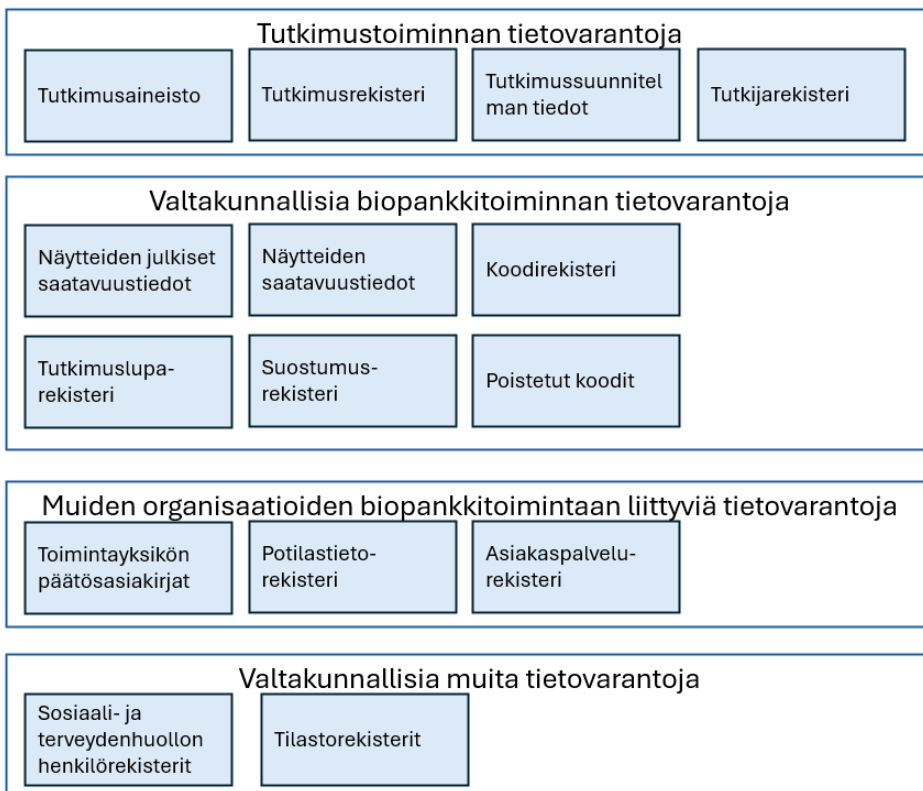 Tutkimustoiminnan tietovarantoja
Tutkimusaineisto
Tutkimusrekisteri
Tutkimussuunnitel
man tiedot
Tutkijarekisteri
Valtakunnallisia biopankkitoiminnan tietovarantoja
Näytteiden julkiset
saatavuustiedot
Näytteiden
saatavuustiedot
Koodirekisteri
Tutkimuslupa-
rekisteri
Suostumus-
rekisteri
Poistetut koodit
Muiden organisaatioiden biopankkitoimintaan liittyviä tietovarantoja
Toimintayksikön
päätösasiakirjat
Potilastieto-
rekisteri
Asiakaspalvelu-
rekisteri
Valtakunnallisia muita tietovarantoja
Sosiaali- ja
terveydenhuollon
henkilörekisterit
Tilastorekisterit